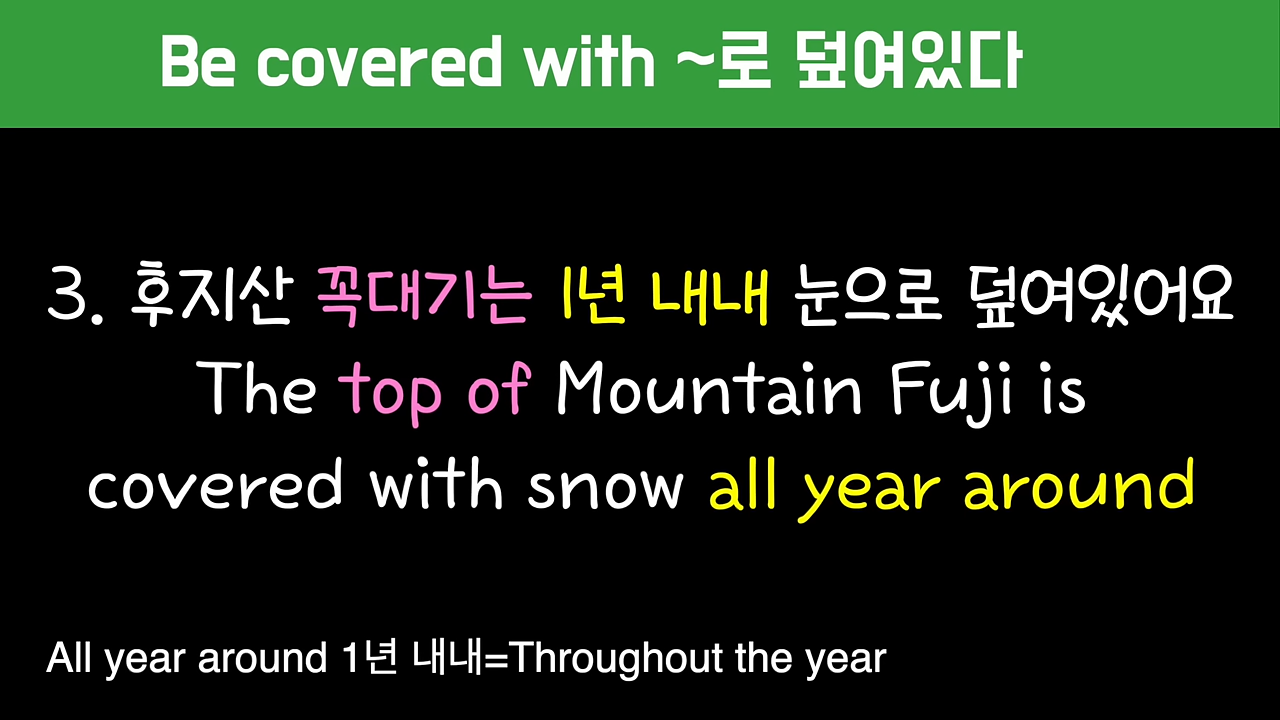 Be covered with ~로 덮여있다
3. 후지산 꼭대기는 1년 내내 눈으로 덮여있어요
The top of Mountain Fuji is
covered with snow all year around
All year around 1년 내내=Throughout the year